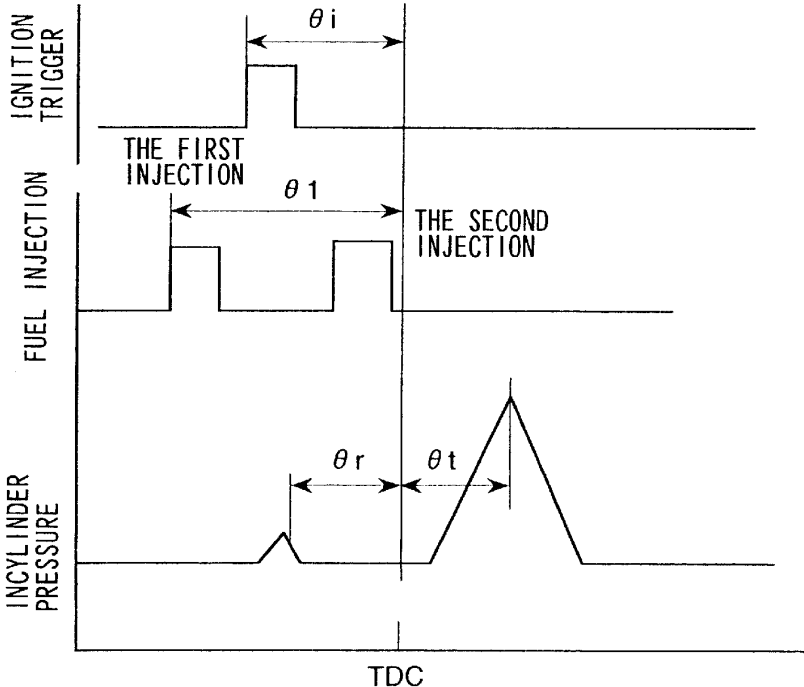 θi
IGNITION
TRIGGER
THE FIRST
INJECTION
θ1
THE SECOND
INJECTION
FUEL INJECTION
θr
θt
INCYLINDER
PRESSURE
TDC